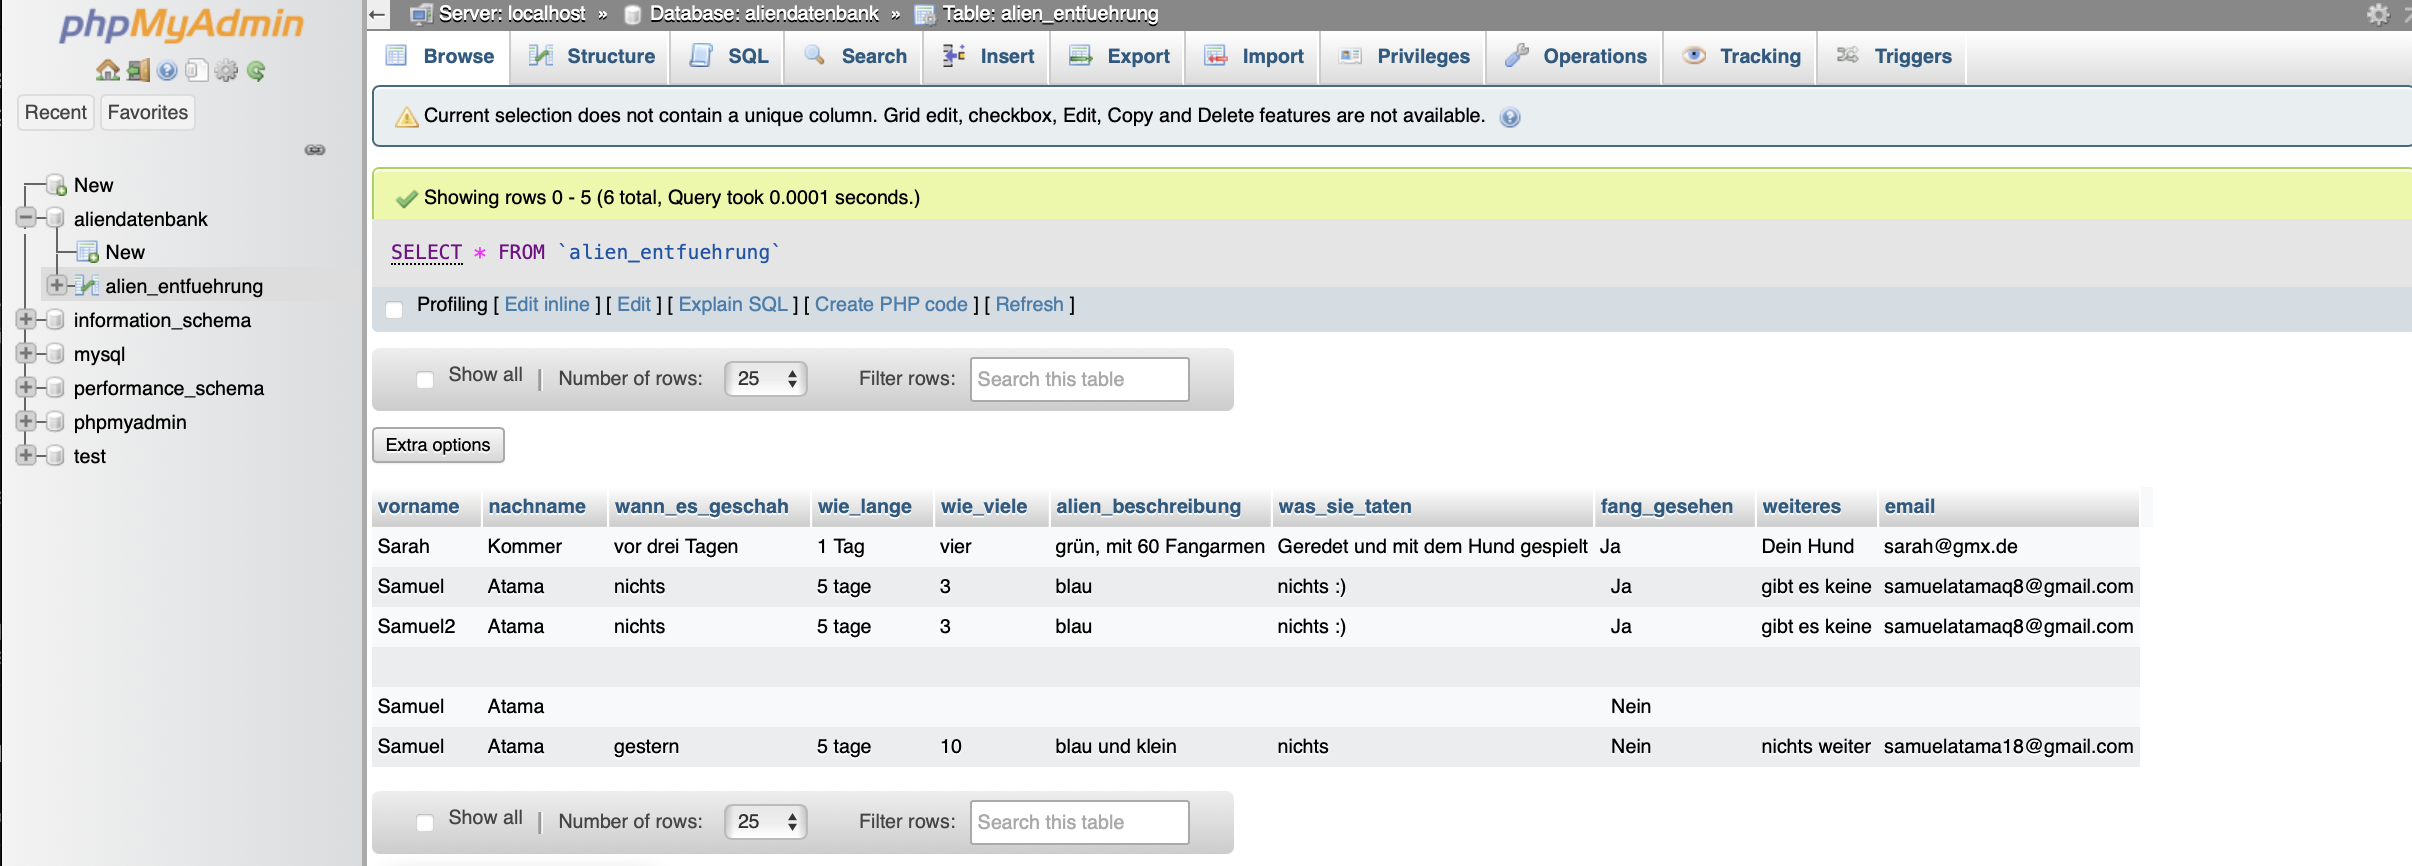 phpMyAdmin
Recent
Favorites
New
aliendatenbank
New
alien_entfuehrung
information_schema
mysql
performance_schema
phpmyadmin
test
Server: localhost » Database: aliendatenbank » Table: alien_entfuehrung
Browse Structure SQL Search Insert Export Import Privileges Operations Tracking Triggers
Current selection does not contain a unique column. Grid edit, checkbox, Edit, Copy and Delete features are not available.
Showing rows 0 - 5 (6 total, Query took 0.0001 seconds.)
SELECT * FROM `alien_entfuehrung`
Profiling [ Edit inline ] [ Edit ] [ Explain SQL ] [ Create PHP code ] [ Refresh ]
Show all | Number of rows: 25 Filter rows: Search this table
Extra options
vorname nachname wann_es_geschah wie_lange wie_viele alien_beschreibung was_sie_taten fang_gesehen weiteres email
Sarah Kommer vor drei Tagen 1 Tag vier grün, mit 60 Fangarmen Geredet und mit dem Hund gespielt Ja Dein Hund sarah@gmx.de
Samuel Atama nichts 5 tage 3 blau nichts :) Ja gibt es keine samuelatamaq8@gmail.com
Samuel2 Atama nichts 5 tage 3 blau nichts :) Ja gibt es keine samuelatamaq8@gmail.com
Samuel Atama Nein
Samuel Atama gestern 5 tage 10 blau und klein nichts Nein nichts weiter samuelatama18@gmail.com
Show all | Number of rows: 25 Filter rows: Search this table